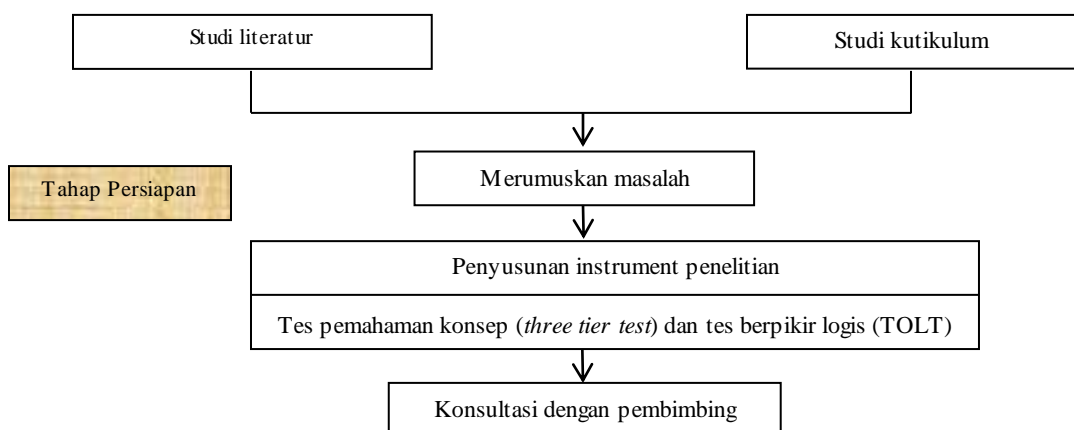 Studi literatur
Studi kutikulum
Merumuskan masalah
Tahap Persiapan
Penyusunan instrument penelitian
Tes pemahaman konsep (three tier test) dan tes berpikir logis (TOLT)
Konsultasi dengan pembimbing